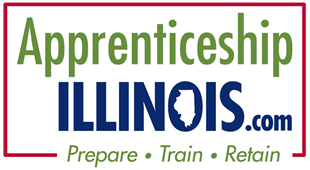 Apprenticeship
ILLINOIS.com
Prepare • Train • Retain